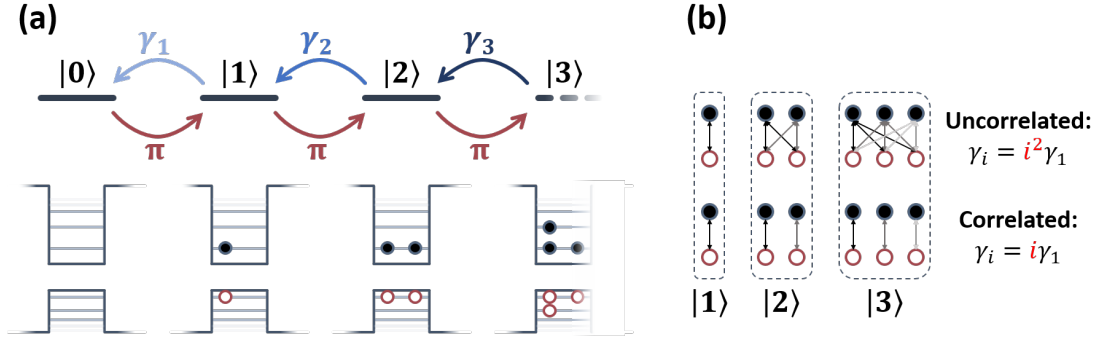 (a)
γ₁ γ₂ γ₃
|0⟩ |1⟩ |2⟩ |3⟩
π π π
(b)
Uncorrelated:
γᵢ = i²γ₁
Correlated:
γᵢ = iγ₁
|1⟩ |2⟩ |3⟩